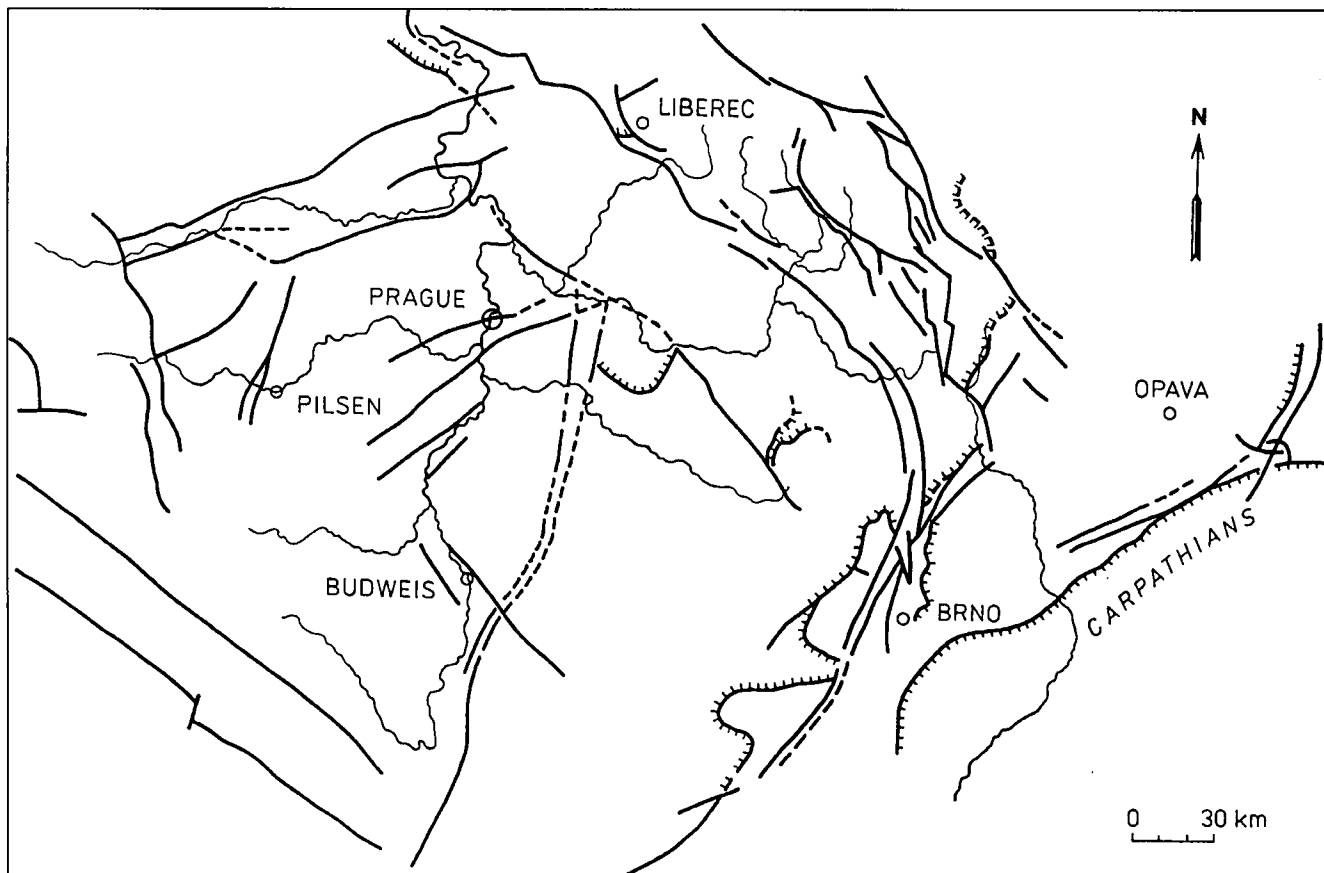 N
LIBEREC
PRAGUE
PILSEN
OPAVA
CARPATHIANS
BUDWEIS
BRNO
0 30 km